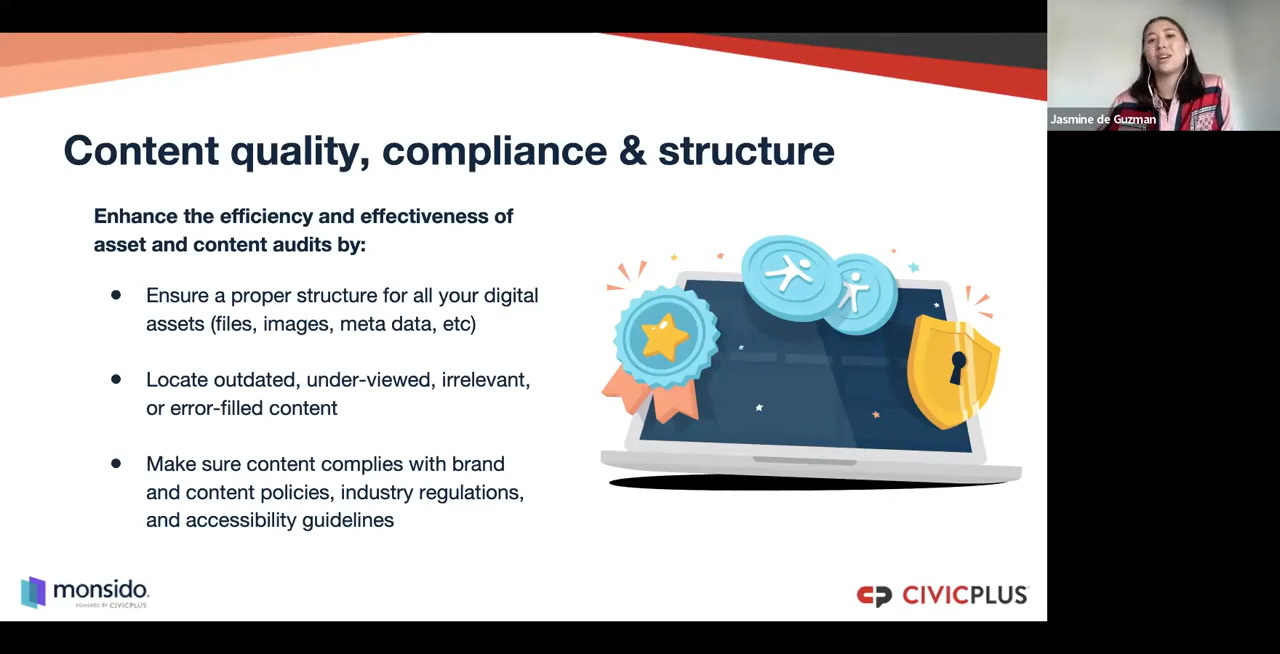 Content quality, compliance & structure
Enhance the efficiency and effectiveness of
asset and content audits by:
● Ensure a proper structure for all your digital
assets (files, images, meta data, etc)
● Locate outdated, under-viewed, irrelevant,
or error-filled content
● Make sure content complies with brand
and content policies, industry regulations,
and accessibility guidelines
monsido
POWERED BY CIVICPLUS
CIVICPLUS
Jasmine de Guzman